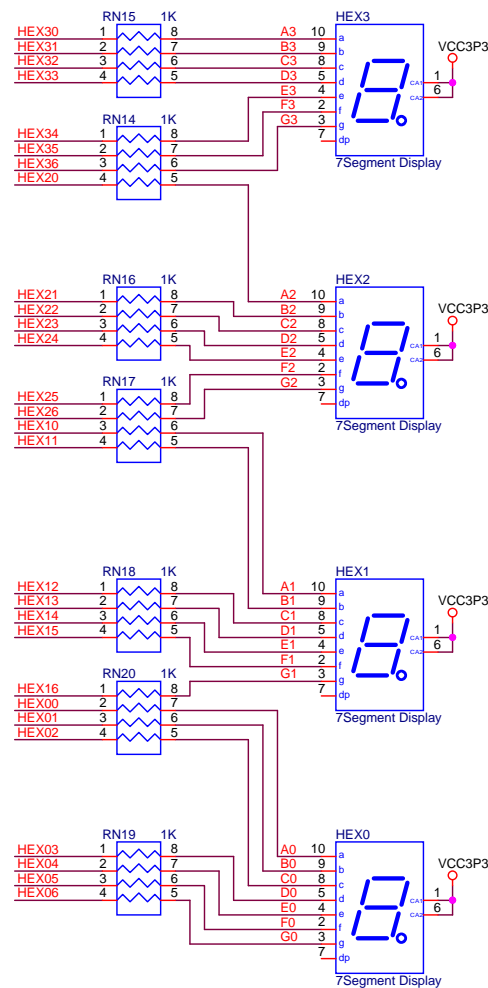 RN15 1K HEX3
HEX30 1 8 A3 10 a
HEX31 2 7 B3 9 b VCC3P3
HEX32 3 6 C3 8 c
HEX33 4 5 D3 5 d CA1 1
E3 4 e CA2 6
RN14 1K F3 2 f
HEX34 1 8 G3 3 g
HEX35 2 7 7 dp
HEX36 3 6 7Segment Display
HEX20 4 5
RN16 1K HEX2
HEX21 1 8 A2 10 a
HEX22 2 7 B2 9 b VCC3P3
HEX23 3 6 C2 8 c
HEX24 4 5 D2 5 d CA1 1
E2 4 e CA2 6
RN17 1K F2 2 f
HEX25 1 8 G2 3 g
HEX26 2 7 7 dp
HEX10 3 6 7Segment Display
HEX11 4 5
RN18 1K HEX1
HEX12 1 8 A1 10 a
HEX13 2 7 B1 9 b VCC3P3
HEX14 3 6 C1 8 c
HEX15 4 5 D1 5 d CA1 1
E1 4 e CA2 6
RN20 1K F1 2 f
HEX16 1 8 G1 3 g
HEX00 2 7 7 dp
HEX01 3 6 7Segment Display
HEX02 4 5
RN19 1K HEX0
HEX03 1 8 A0 10 a
HEX04 2 7 B0 9 b VCC3P3
HEX05 3 6 C0 8 c
HEX06 4 5 D0 5 d CA1 1
E0 4 e CA2 6
F0 2 f
G0 3 g
7 dp
7Segment Display